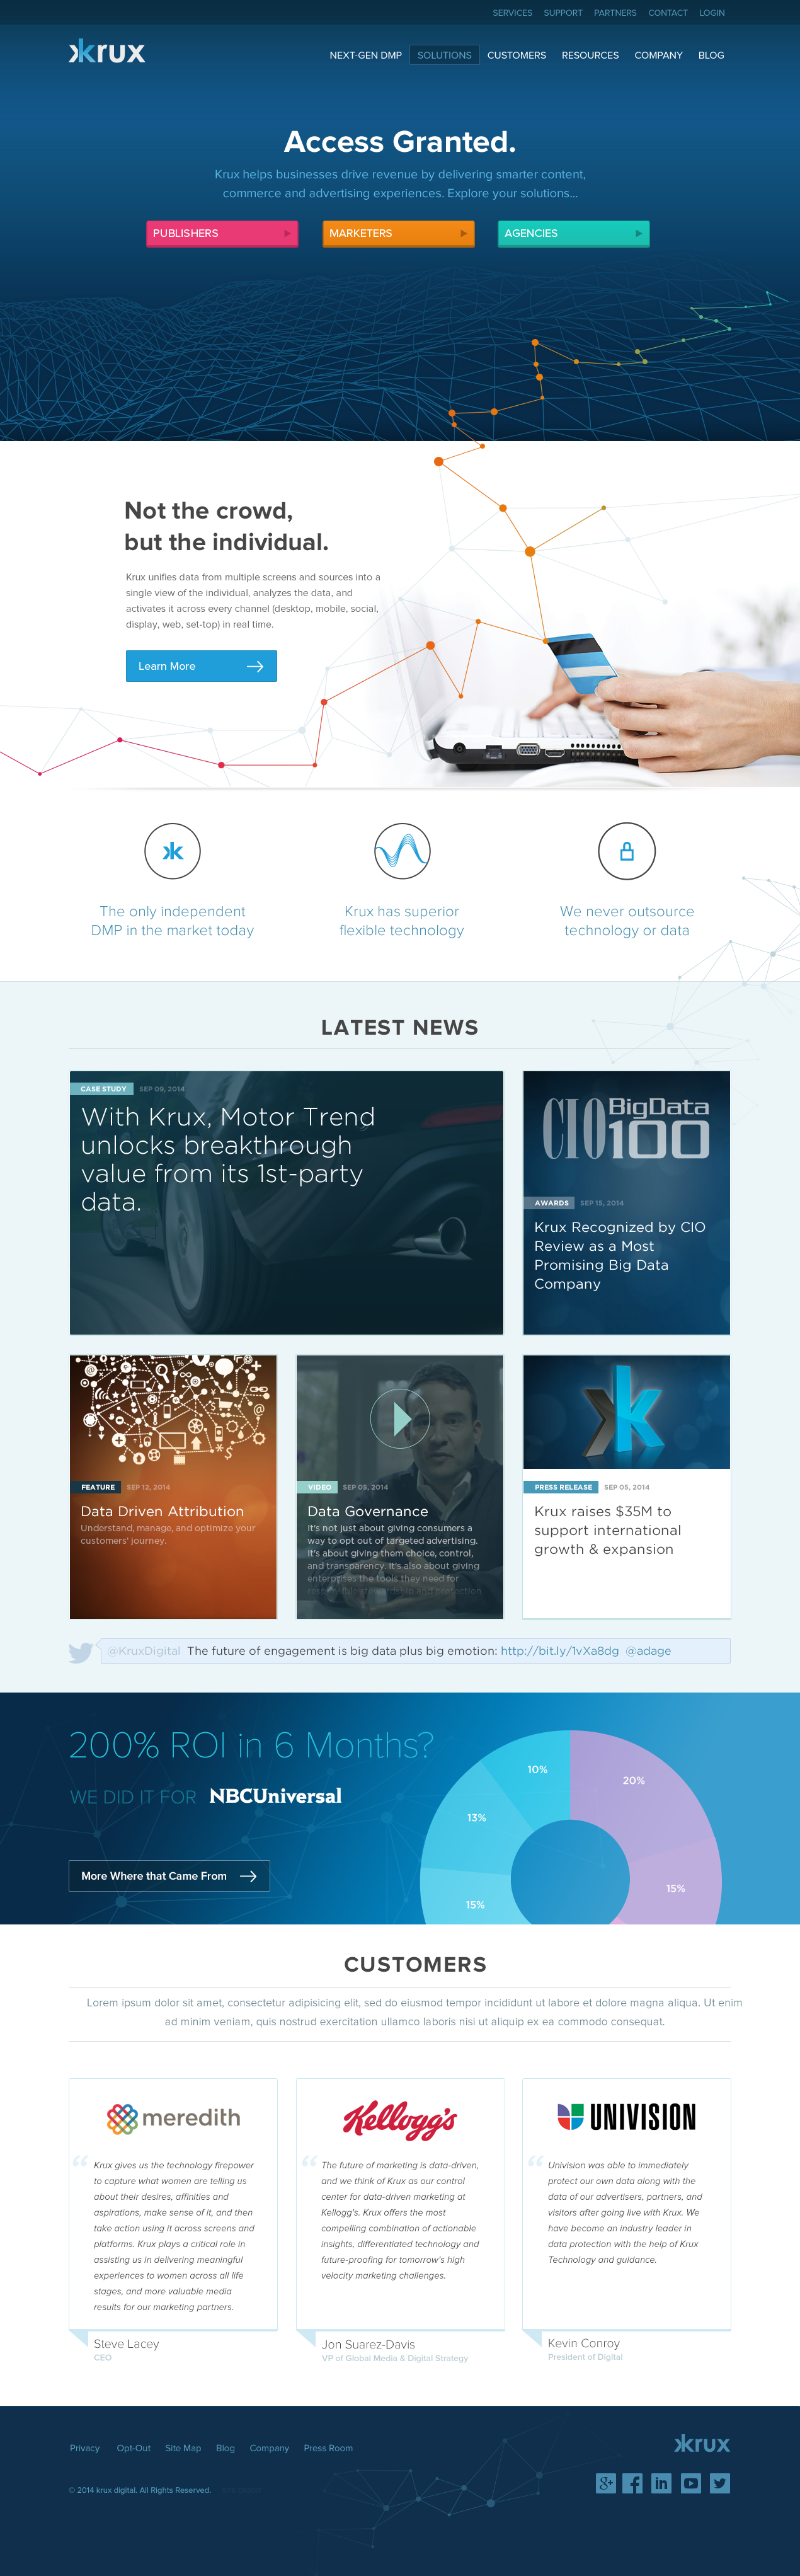 SERVICES SUPPORT PARTNERS CONTACT LOGIN
krux
NEXT-GEN DMP SOLUTIONS CUSTOMERS RESOURCES COMPANY BLOG
Access Granted.
Krux helps businesses drive revenue by delivering smarter content,
commerce and advertising experiences. Explore your solutions...
PUBLISHERS
MARKETERS
AGENCIES
Not the crowd,
but the individual.
Krux unifies data from multiple screens and sources into a
single view of the individual, analyzes the data, and
activates it across every channel (desktop, mobile, social,
display, web, set-top) in real time.
Learn More
The only independent
DMP in the market today
Krux has superior
flexible technology
We never outsource
technology or data
LATEST NEWS
CASE STUDY SEP 09, 2014
With Krux, Motor Trend
unlocks breakthrough
value from its 1st-party
data.
CIO BigData
100
AWARDS SEP 15, 2014
Krux Recognized by CIO
Review as a Most
Promising Big Data
Company
FEATURE SEP 12, 2014
Data Driven Attribution
Understand, manage, and optimize your
customers' journey.
VIDEO SEP 05, 2014
Data Governance
It's not just about giving consumers a
way to opt out of targeted advertising.
It's about giving them choice, control,
and transparency. It's also about giving
enterprises the tools they need for
PRESS RELEASE SEP 05, 2014
Krux raises $35M to
support international
growth & expansion
@KruxDigital The future of engagement is big data plus big emotion: http://bit.ly/1vXa8dg @adage
200% ROI in 6 Months?
WE DID IT FOR NBCUniversal
More Where that Came From
10%
20%
13%
15%
15%
CUSTOMERS
Lorem ipsum dolor sit amet, consectetur adipisicing elit, sed do eiusmod tempor incididunt ut labore et dolore magna aliqua. Ut enim
ad minim veniam, quis nostrud exercitation ullamco laboris nisi ut aliquip ex ea commodo consequat.
meredith
“
Krux gives us the technology firepower
to capture what women are telling us
about their desires, affinities and
aspirations, make sense of it, and then
take action using it across screens and
platforms. Krux plays a critical role in
assisting us in delivering meaningful
experiences to women across all life
stages, and more valuable media
results for our marketing partners.
Steve Lacey
CEO
Kellogg's
“
The future of marketing is data-driven,
and we think of Krux as our control
center for data-driven marketing at
Kellogg's. Krux offers the most
compelling combination of actionable
insights, differentiated technology and
future-proofing for tomorrow's high
velocity marketing challenges.
Jon Suarez-Davis
VP of Global Media & Digital Strategy
UNIVISION
“
Univision was able to immediately
protect our own data along with the
data of our advertisers, partners, and
visitors after going live with Krux. We
have become an industry leader in
data protection with the help of Krux
Technology and guidance.
Kevin Conroy
President of Digital
Privacy Opt-Out Site Map Blog Company Press Room
krux
© 2014 krux digital. All Rights Reserved.